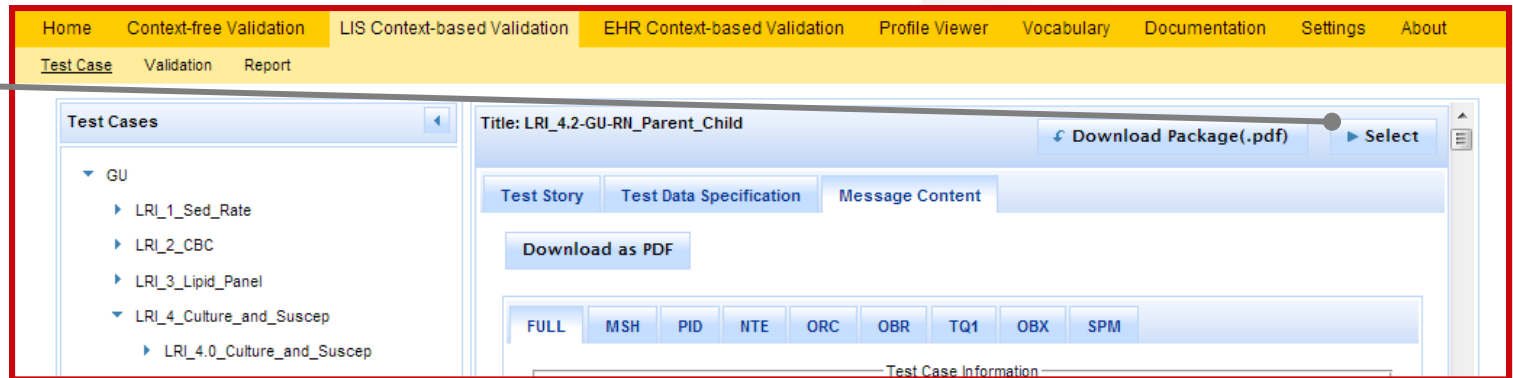 Home Context-free Validation LIS Context-based Validation EHR Context-based Validation Profile Viewer Vocabulary Documentation Settings About
Test Case Validation Report
Test Cases
GU
LRI_1_Sed_Rate
LRI_2_CBC
LRI_3_Lipid_Panel
LRI_4_Culture_and_Suscep
LRI_4.0_Culture_and_Suscep
Title: LRI_4.2-GU-RN_Parent_Child
Download Package(.pdf) Select
Test Story Test Data Specification Message Content
Download as PDF
FULL MSH PID NTE ORC OBR TQ1 OBX SPM
Test Case Information